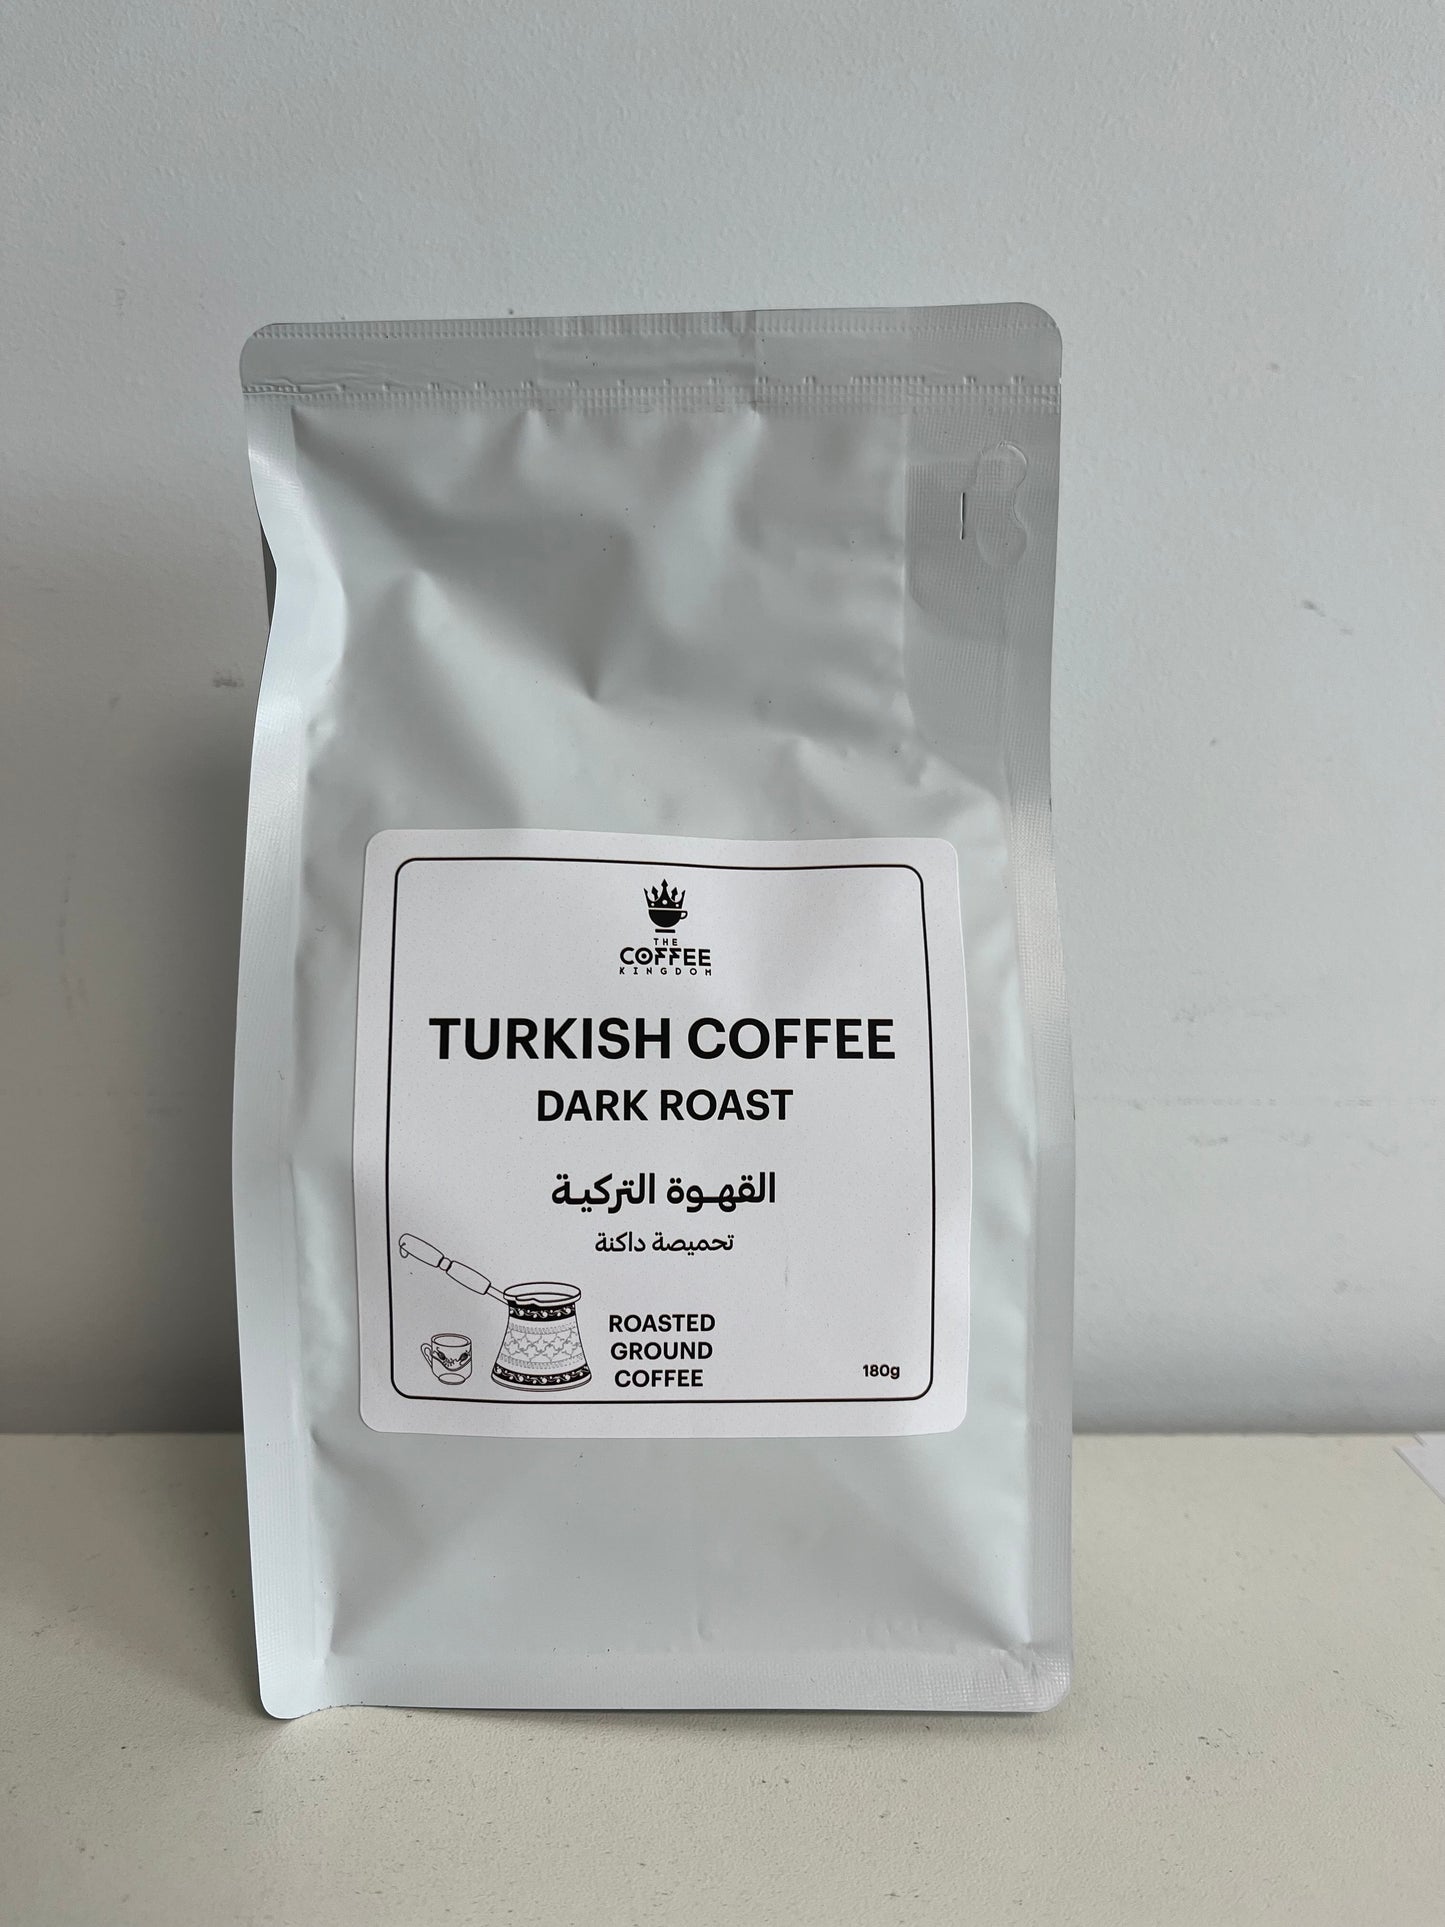 THE
COFFEE
KINGDOM
TURKISH COFFEE
DARK ROAST
القهوة التركية
تحميصة داكنة
ROASTED
GROUND
COFFEE
180g